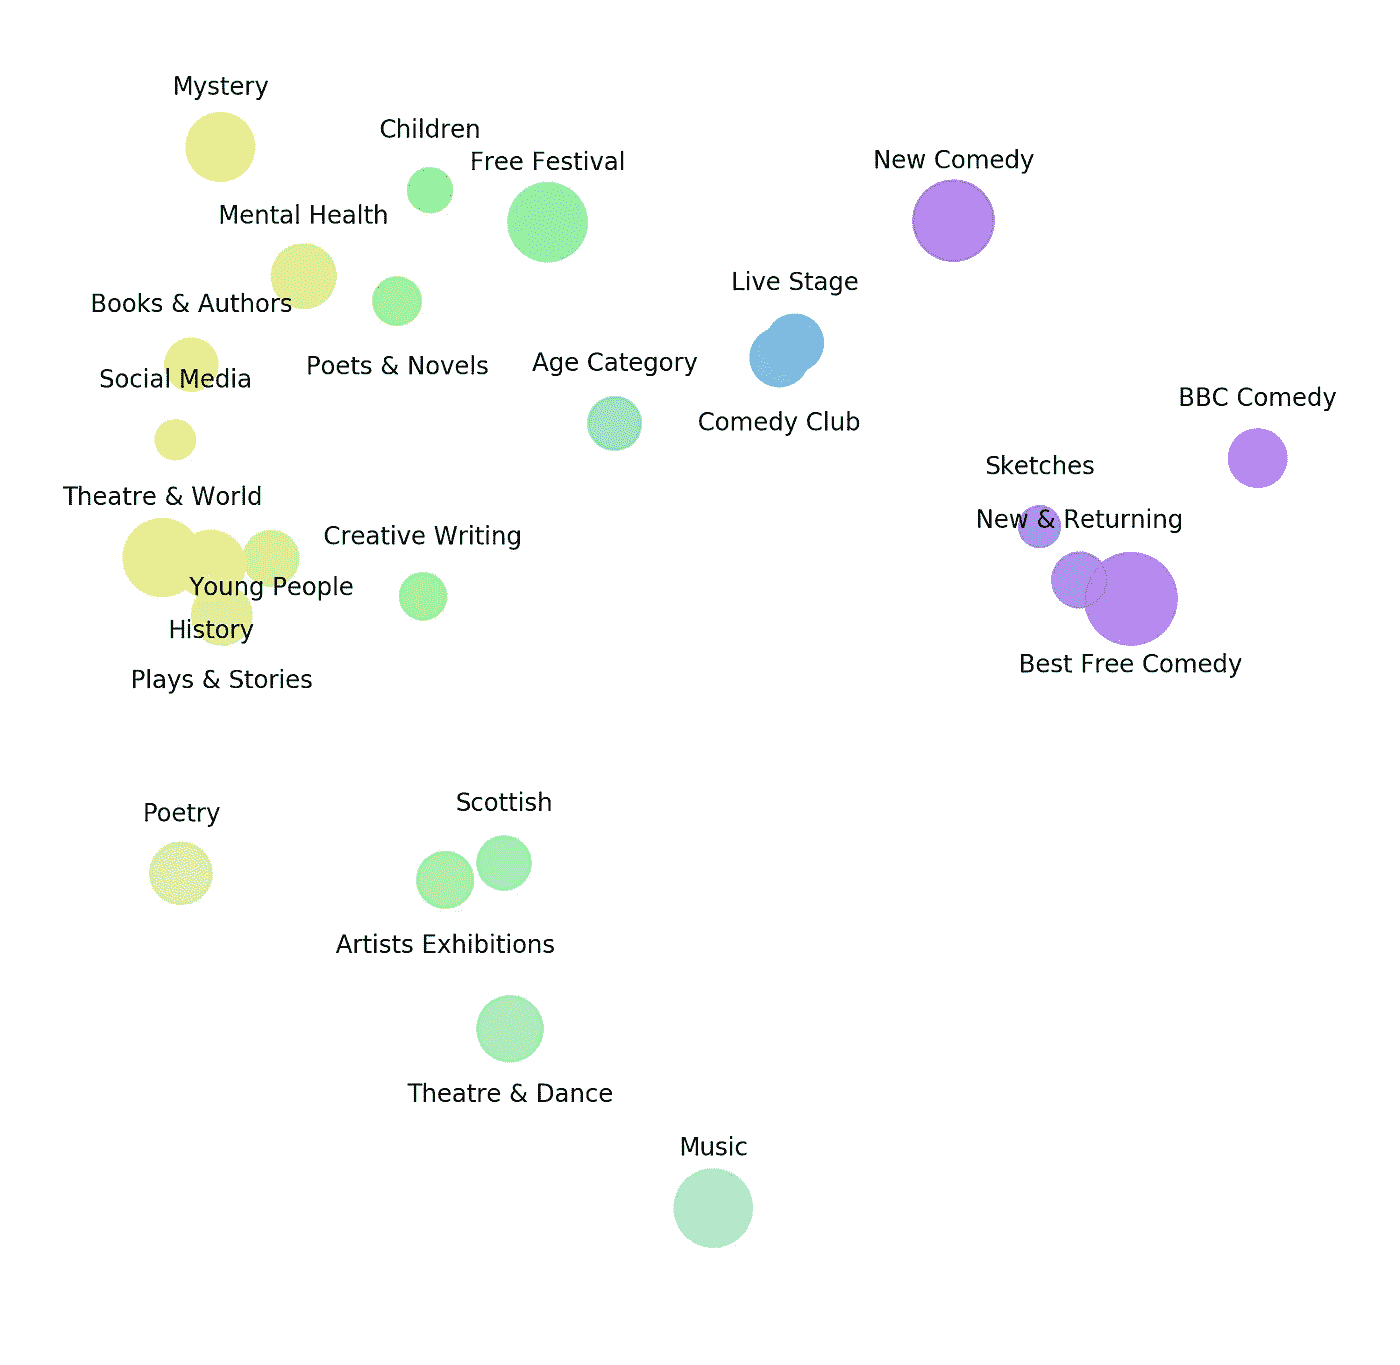 Mystery
Children
Free Festival
New Comedy
Mental Health
Live Stage
Books & Authors
Age Category
Poets & Novels
Social Media
BBC Comedy
Comedy Club
Sketches
Theatre & World
New & Returning
Creative Writing
Young People
History
Best Free Comedy
Plays & Stories
Scottish
Poetry
Artists Exhibitions
Theatre & Dance
Music